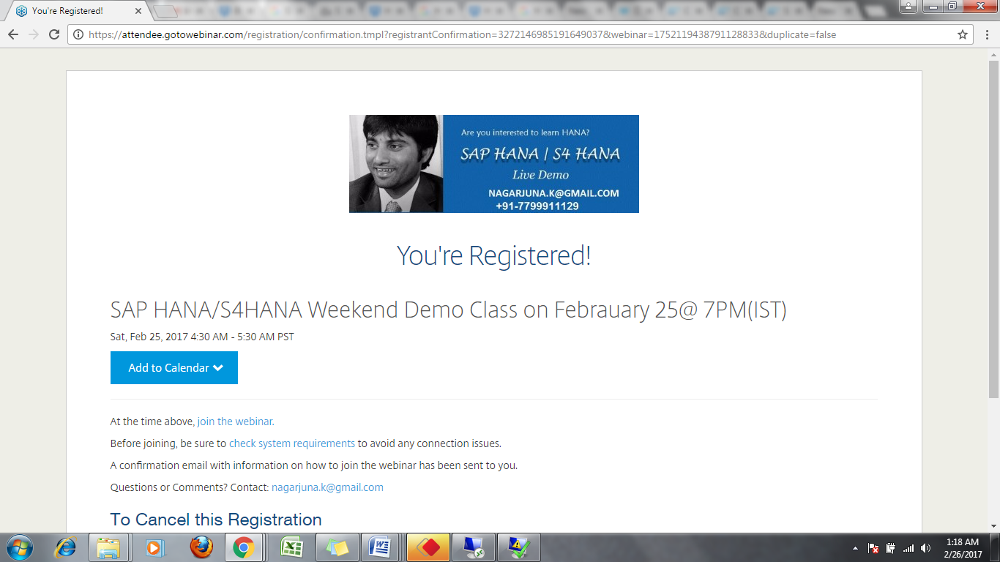 You're Registered!
https://attendee.gotowebinar.com/registration/confirmation.tmpl?registrantConfirmation=3272146985191649037&webinar=1752119438791128833&duplicate=false
Are you interested to learn HANA?
SAP HANA | S4 HANA
Live Demo
NAGARJUNA.K@GMAIL.COM
+91-7799911129
You're Registered!
SAP HANA/S4HANA Weekend Demo Class on Febrauary 25@ 7PM(IST)
Sat, Feb 25, 2017 4:30 AM - 5:30 AM PST
Add to Calendar
At the time above, join the webinar.
Before joining, be sure to check system requirements to avoid any connection issues.
A confirmation email with information on how to join the webinar has been sent to you.
Questions or Comments? Contact: nagarjuna.k@gmail.com
To Cancel this Registration
1:18 AM
2/26/2017